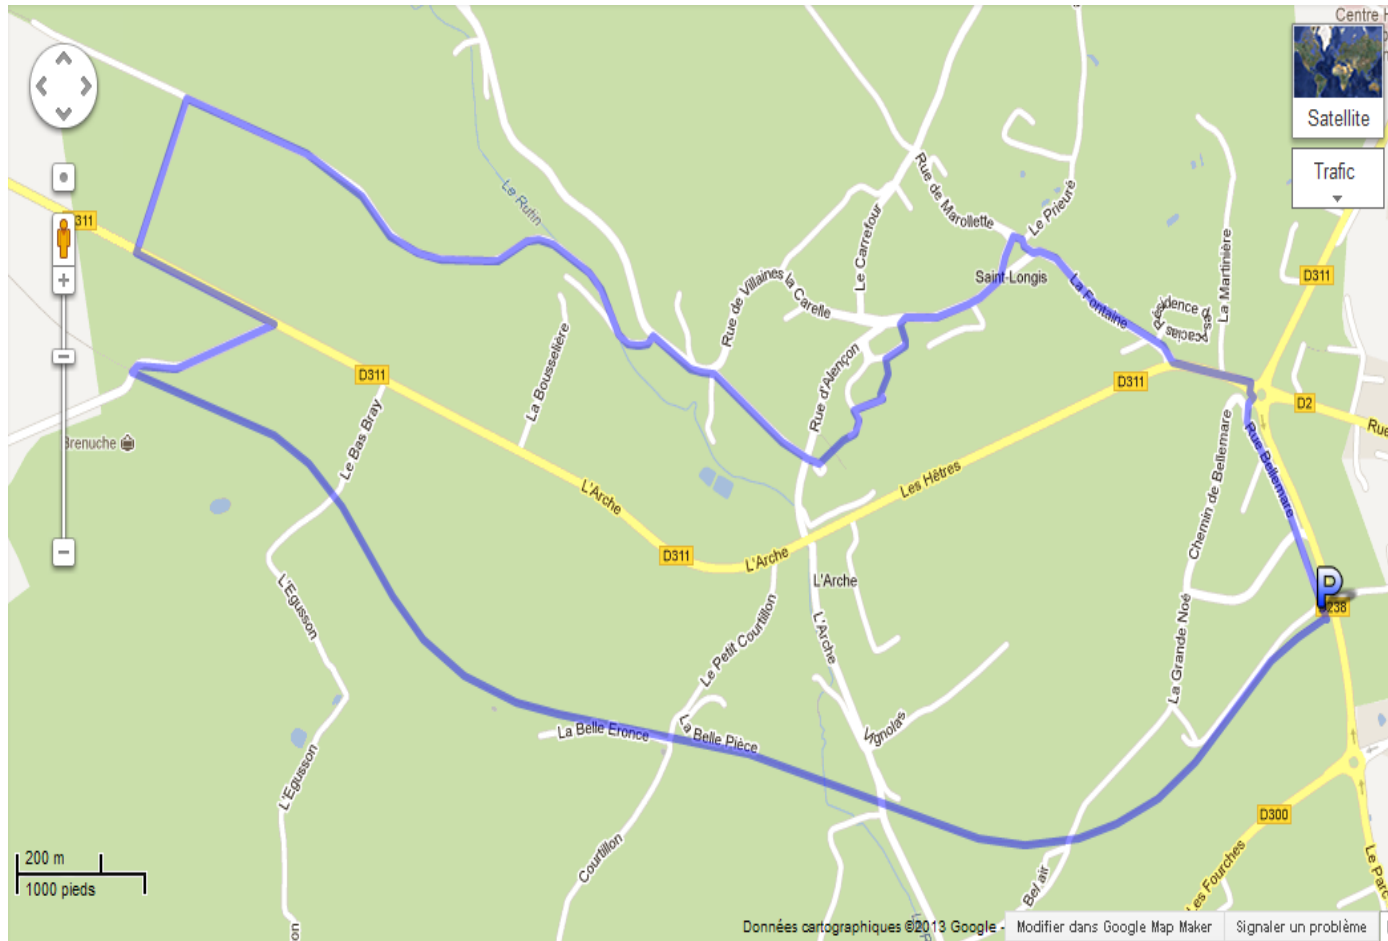 Centre
Satellite
Trafic
Rue de Marollette
Le Prieuré
Le Rutin
D311
Le Carrefour
La Martinière
Saint-Longis
D311
Rue de Villaines la Carelle
La Fontaine
Résidence des Acacias
La Bousselière
Rue d'Alençon
D311
D311
D2
Rue
Le Bas Bray
Brenuche
Chemin de Bellemare
Rue Bellemare
Les Hêtres
L'Arche
D311
L'Arche
L'Arche
P
D238
L'Egusson
Le Petit Courtillon
L'Arche
La Grande Noé
La Belle Eronce
La Belle Pièce
Vignolas
L'Egusson
D300
200 m
1000 pieds
Courtillon
Bel air
Les Fourches
Le Parc
Données cartographiques ©2013 Google -
Modifier dans Google Map Maker
Signaler un problème